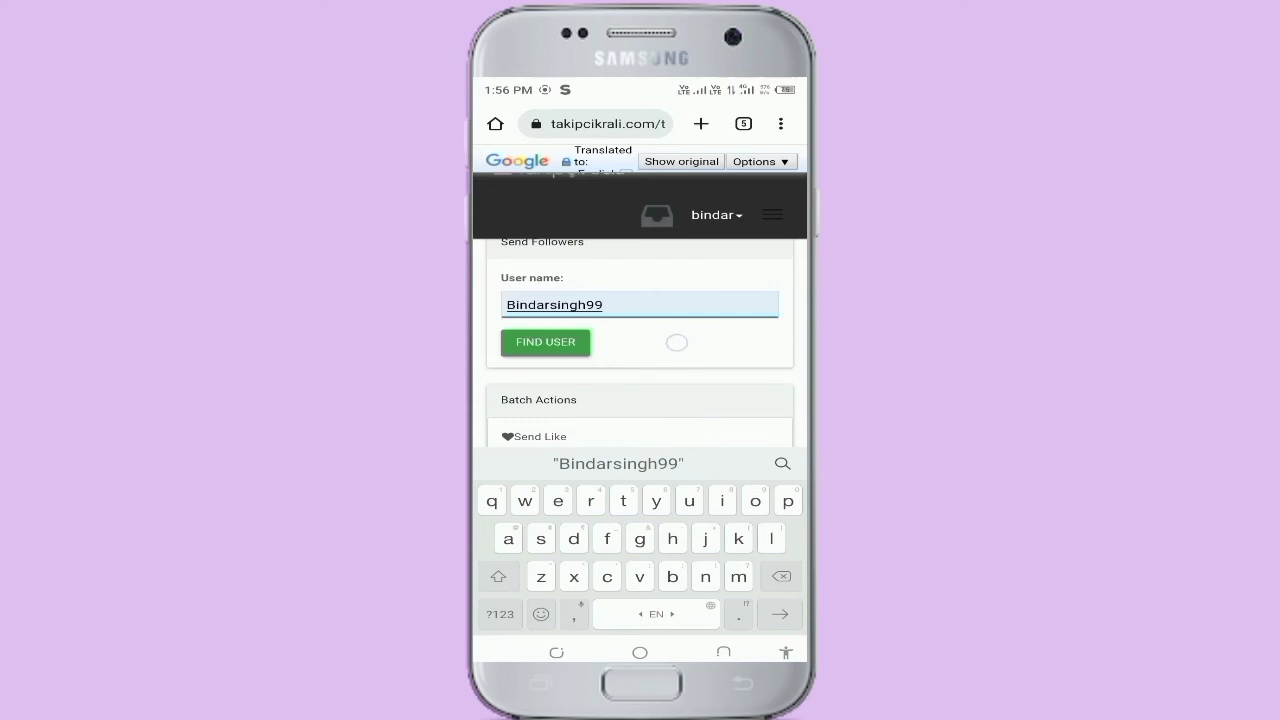 SAMSUNG
1:56 PM S
takipcikrali.com/t
+ 5
Google Translated to: Show original Options ▼
bindar
Send Followers
User name:
Bindarsingh99
FIND USER
Batch Actions
Send Like
"Bindarsingh99"
q w e r t y u i o p
a s d f g h j k l
z x c v b n m
?123 , EN .